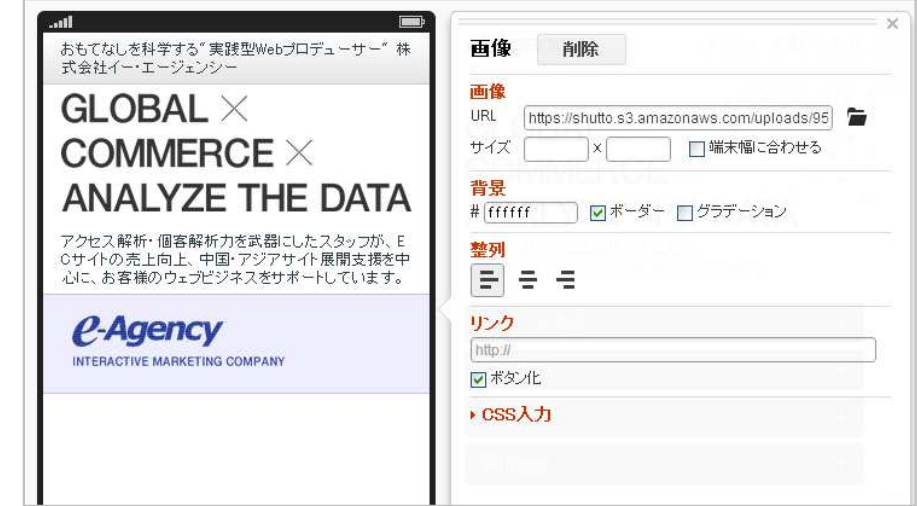 おもてなしを科学する“実践型Webプロデューサー” 株
式会社イー・エージェンシー
GLOBAL ×
COMMERCE ×
ANALYZE THE DATA
アクセス解析・個客解析力を武器にしたスタッフが、E
Cサイトの売上向上、中国・アジアサイト展開支援を中
心に、お客様のウェブビジネスをサポートしています。
e-Agency
INTERACTIVE MARKETING COMPANY
画像 削除
画像
URL https://shutto.s3.amazonaws.com/uploads/95
サイズ x 端末幅に合わせる
背景
# ffffff ボーダー グラデーション
整列
リンク
http://
ボタン化
CSS入力